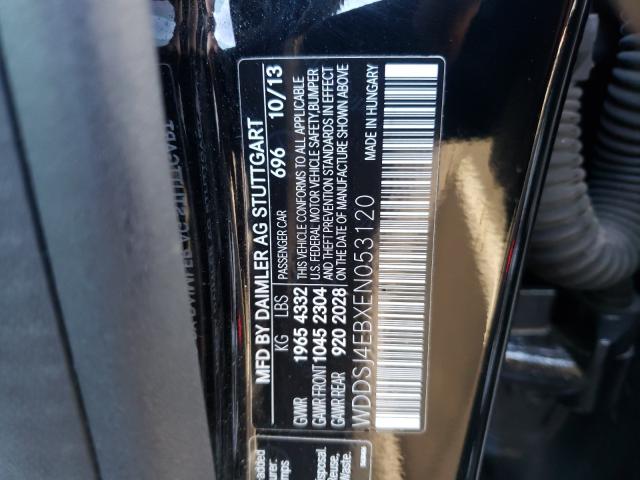 MFD BY DAIMLER AG STUTTGART
PASSENGER CAR 696 10/13
KG LBS
GVWR 1965 4332
GAWR FRONT 1045 2304
GAWR REAR 920 2028
THIS VEHICLE CONFORMS TO ALL APPLICABLE
U.S. FEDERAL MOTOR VEHICLE SAFETY,BUMPER
AND THEFT PREVENTION STANDARDS IN EFFECT
ON THE DATE OF MANUFACTURE SHOWN ABOVE
MADE IN HUNGARY
WDDSJ4EBXEN053120